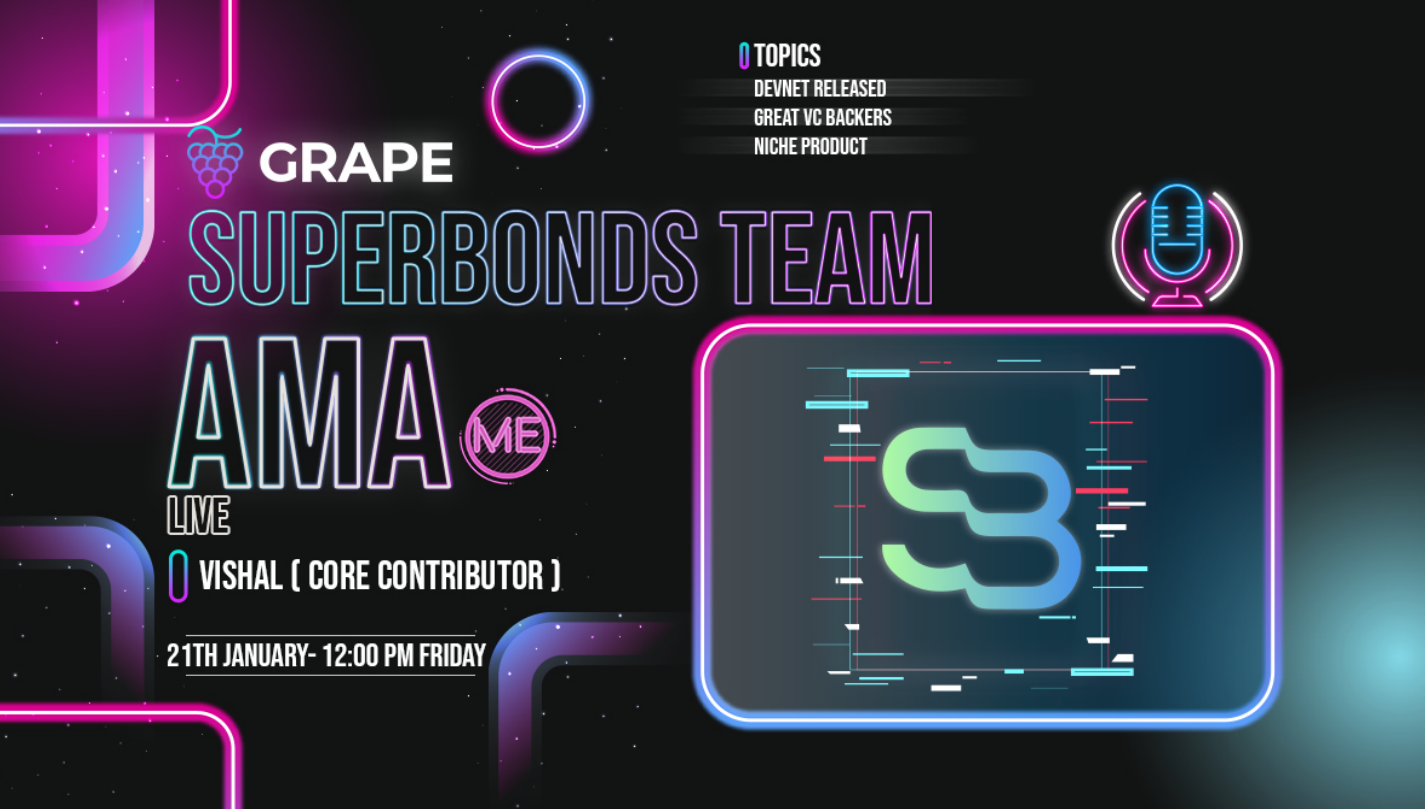 TOPICS
DEVNET RELEASED
GREAT VC BACKERS
NICHE PRODUCT
GRAPE
SUPERBONDS TEAM
AMA
ME
LIVE
VISHAL ( CORE CONTRIBUTOR )
21TH JANUARY- 12:00 PM FRIDAY
SB